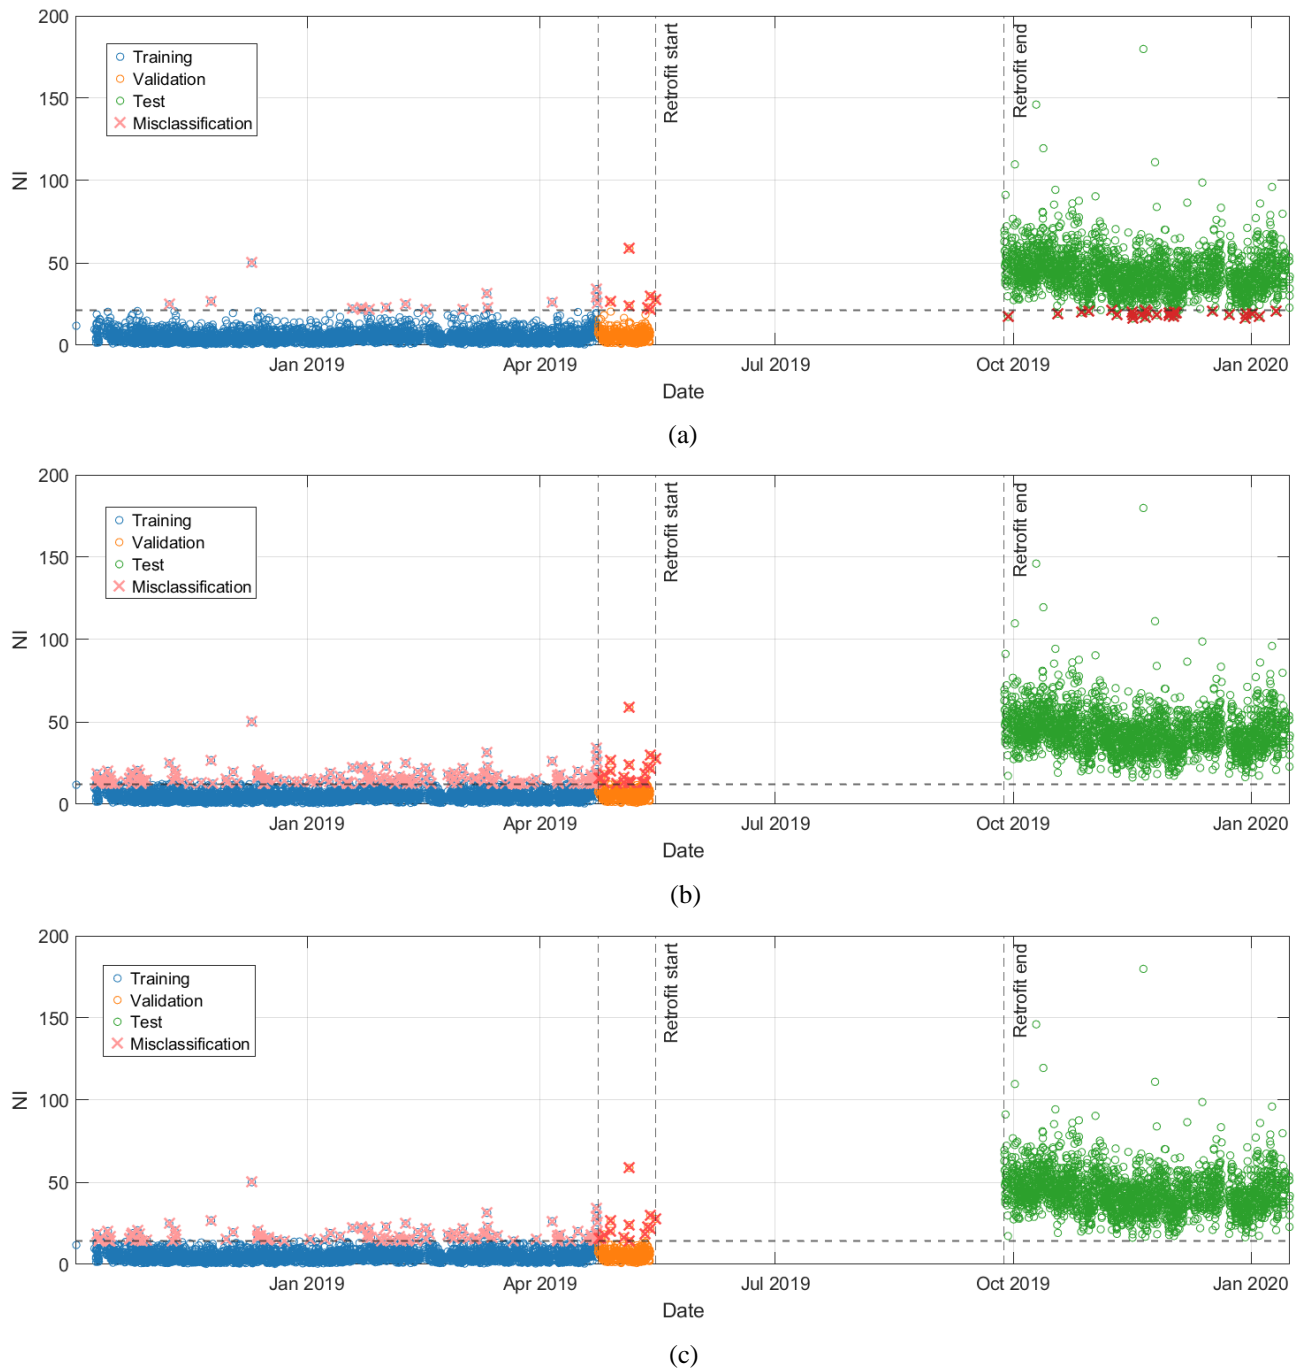 200
150
100
50
0
NI
Training
Validation
Test
Misclassification
Retrofit start
Retrofit end
Jan 2019
Apr 2019
Jul 2019
Oct 2019
Jan 2020
Date
(a)
200
150
100
50
0
NI
Training
Validation
Test
Misclassification
Retrofit start
Retrofit end
Jan 2019
Apr 2019
Jul 2019
Oct 2019
Jan 2020
Date
(b)
200
150
100
50
0
NI
Training
Validation
Test
Misclassification
Retrofit start
Retrofit end
Jan 2019
Apr 2019
Jul 2019
Oct 2019
Jan 2020
Date
(c)